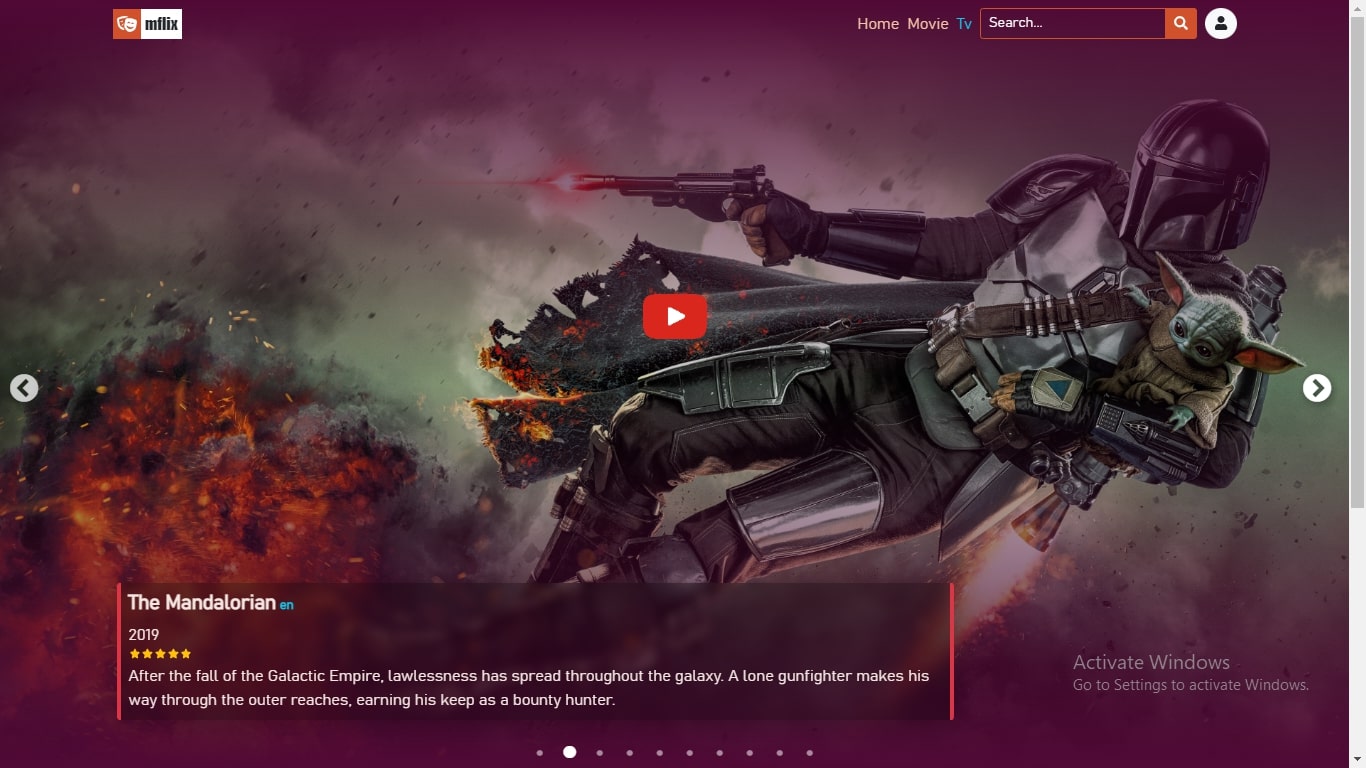 mflix
Home Movie Tv Search...
The Mandalorian en
2019
After the fall of the Galactic Empire, lawlessness has spread throughout the galaxy. A lone gunfighter makes his
way through the outer reaches, earning his keep as a bounty hunter.
Activate Windows
Go to Settings to activate Windows.